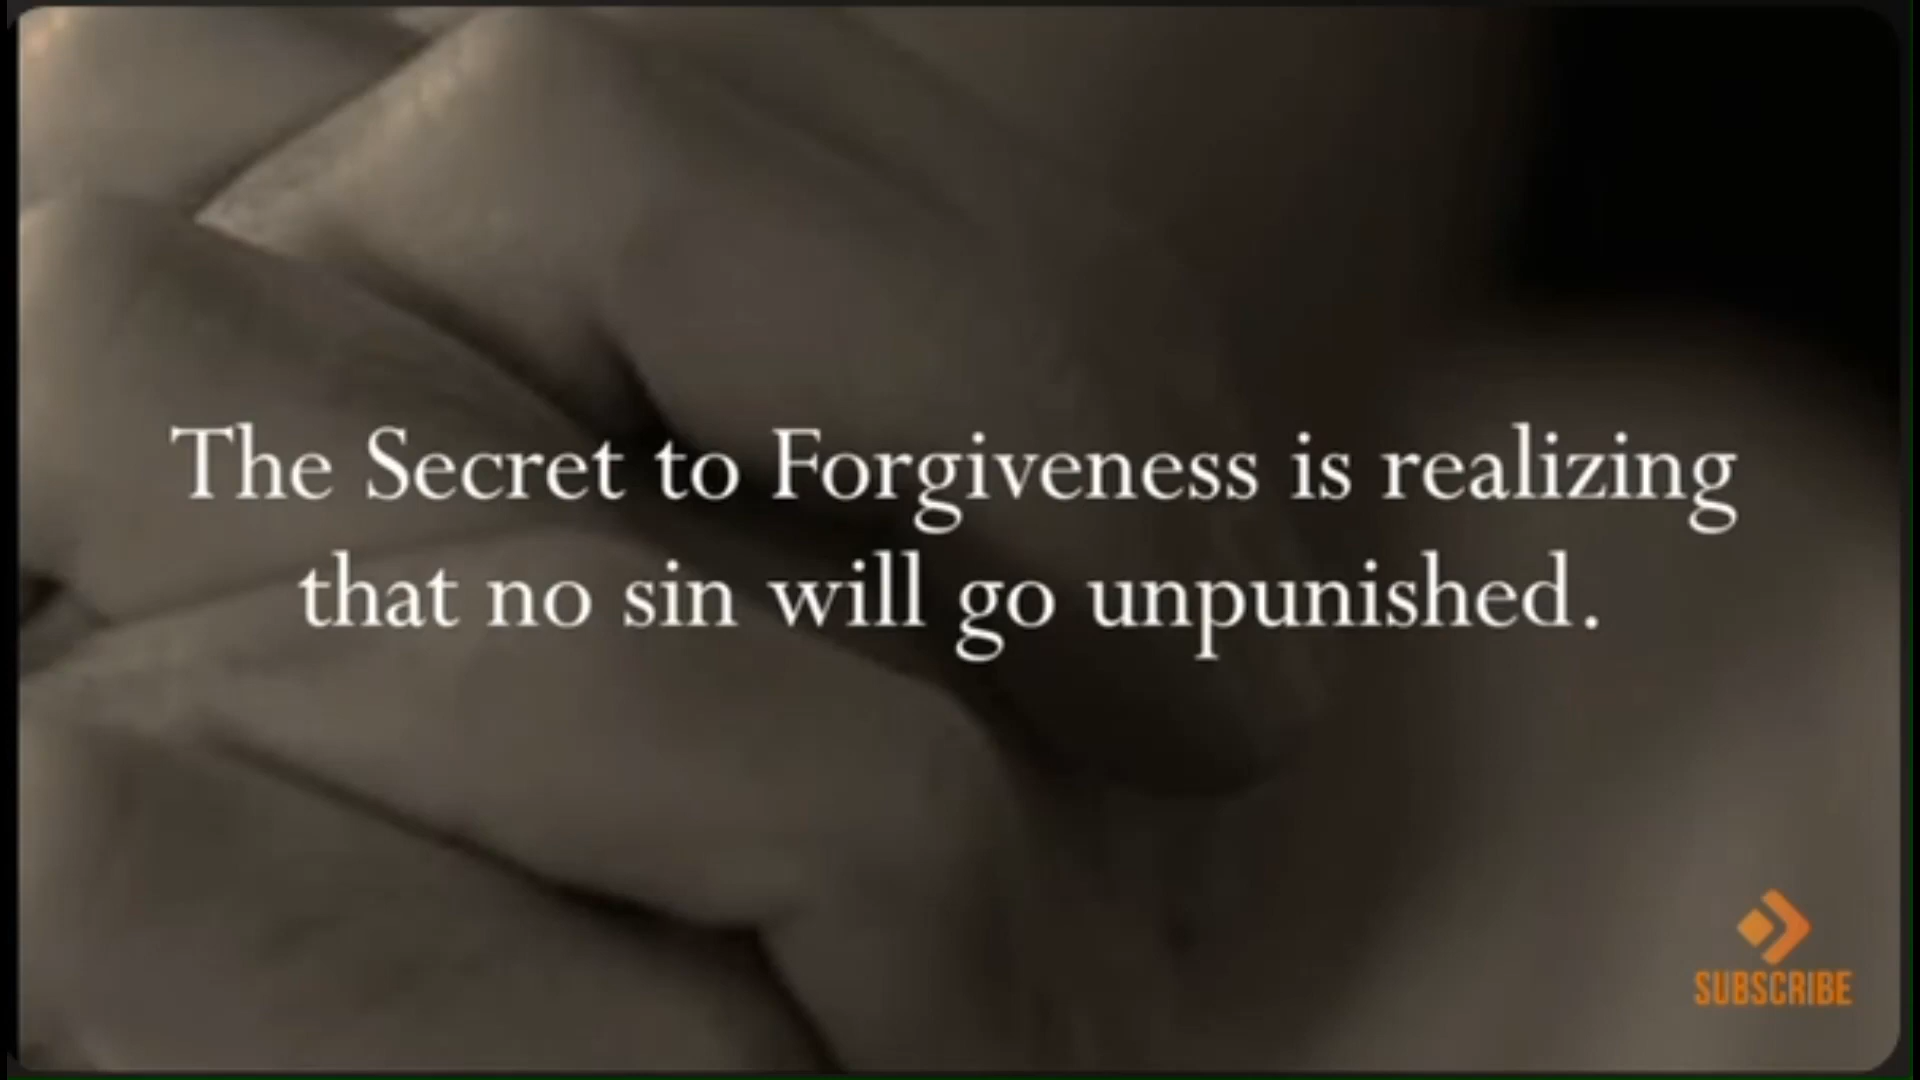 The Secret to Forgiveness is realizing
that no sin will go unpunished.
SUBSCRIBE